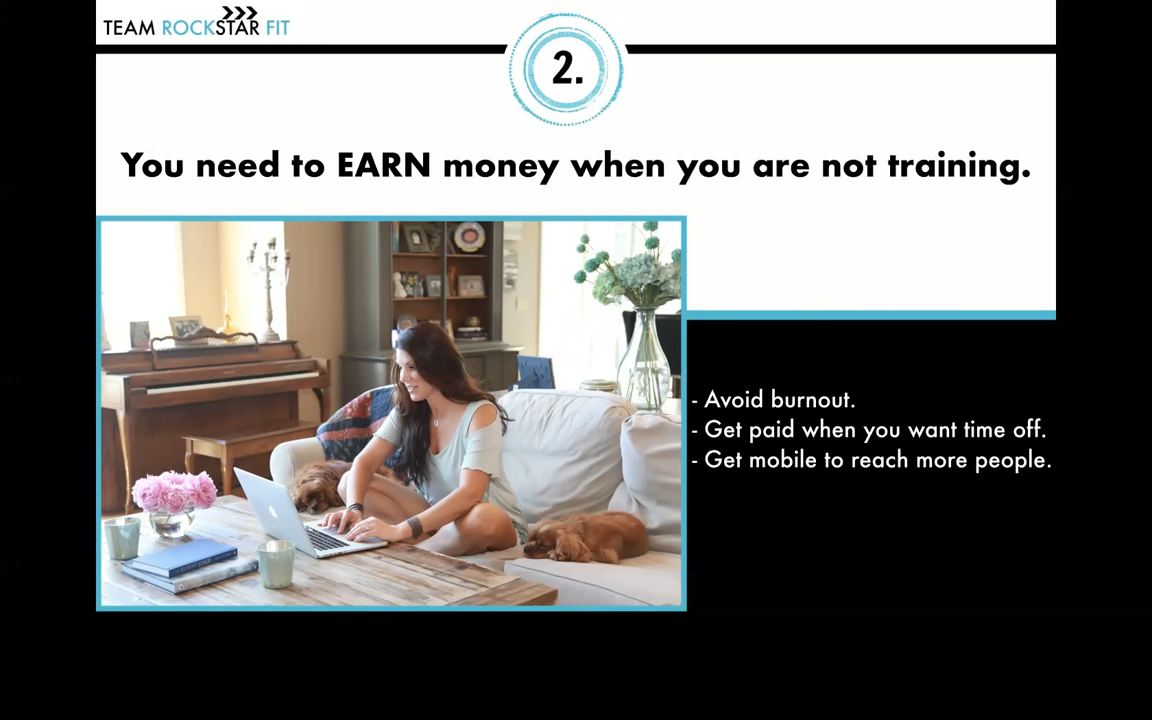 TEAM ROCKSTAR FIT
2.
You need to EARN money when you are not training.
- Avoid burnout.
- Get paid when you want time off.
- Get mobile to reach more people.